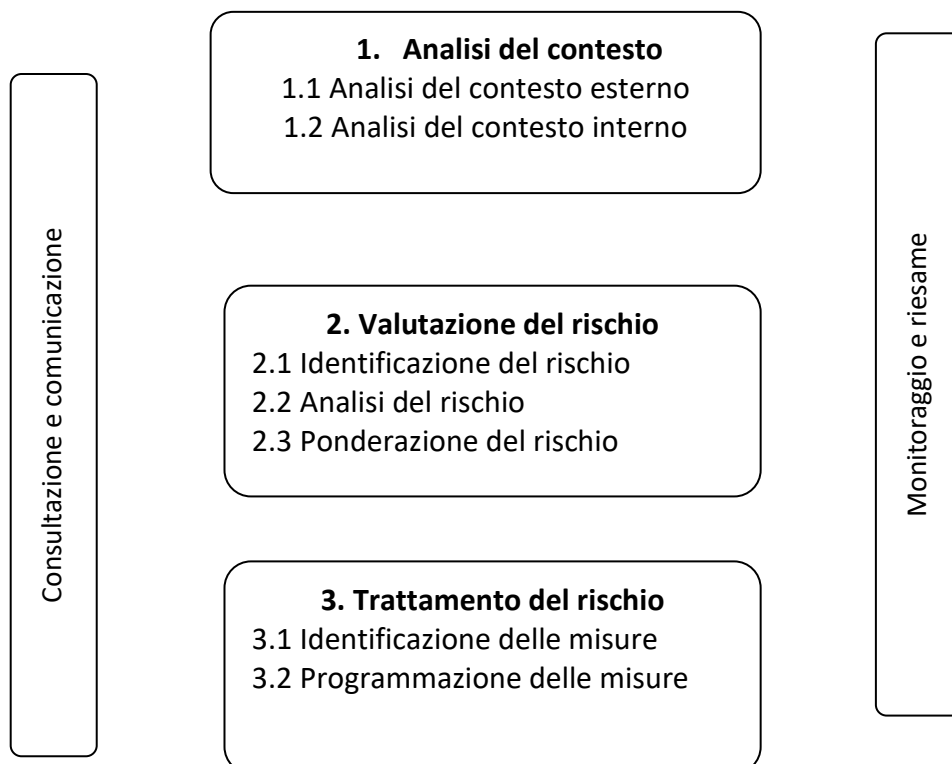 Consultazione e comunicazione
1. Analisi del contesto
1.1 Analisi del contesto esterno
1.2 Analisi del contesto interno
2. Valutazione del rischio
2.1 Identificazione del rischio
2.2 Analisi del rischio
2.3 Ponderazione del rischio
3. Trattamento del rischio
3.1 Identificazione delle misure
3.2 Programmazione delle misure
Monitoraggio e riesame